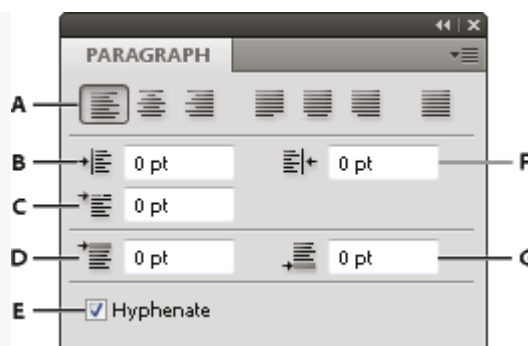 PARAGRAPH
A
B 0 pt 0 pt F
C 0 pt
D 0 pt 0 pt G
E Hyphenate